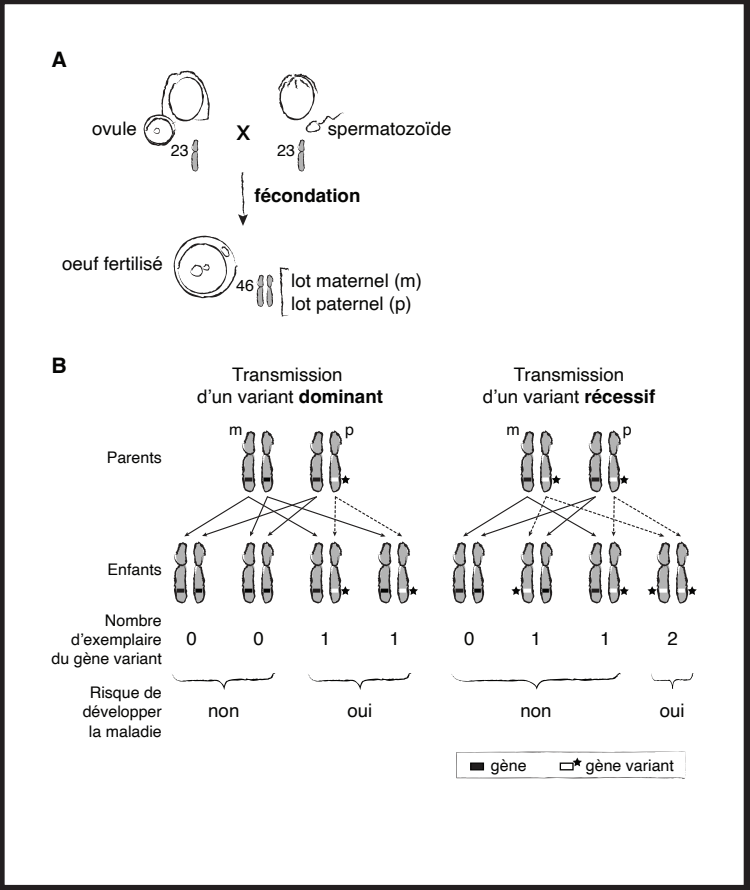 A
ovule
X
spermatozoïde
23
23
fécondation
oeuf fertilisé
46
lot maternel (m)
lot paternel (p)
B
Transmission
d'un variant dominant
Transmission
d'un variant récessif
m
p
m
p
Parents
Enfants
Nombre
d'exemplaire
du gène variant
0
0
1
1
0
1
1
2
Risque de
développer
la maladie
non
oui
non
oui
gène
gène variant